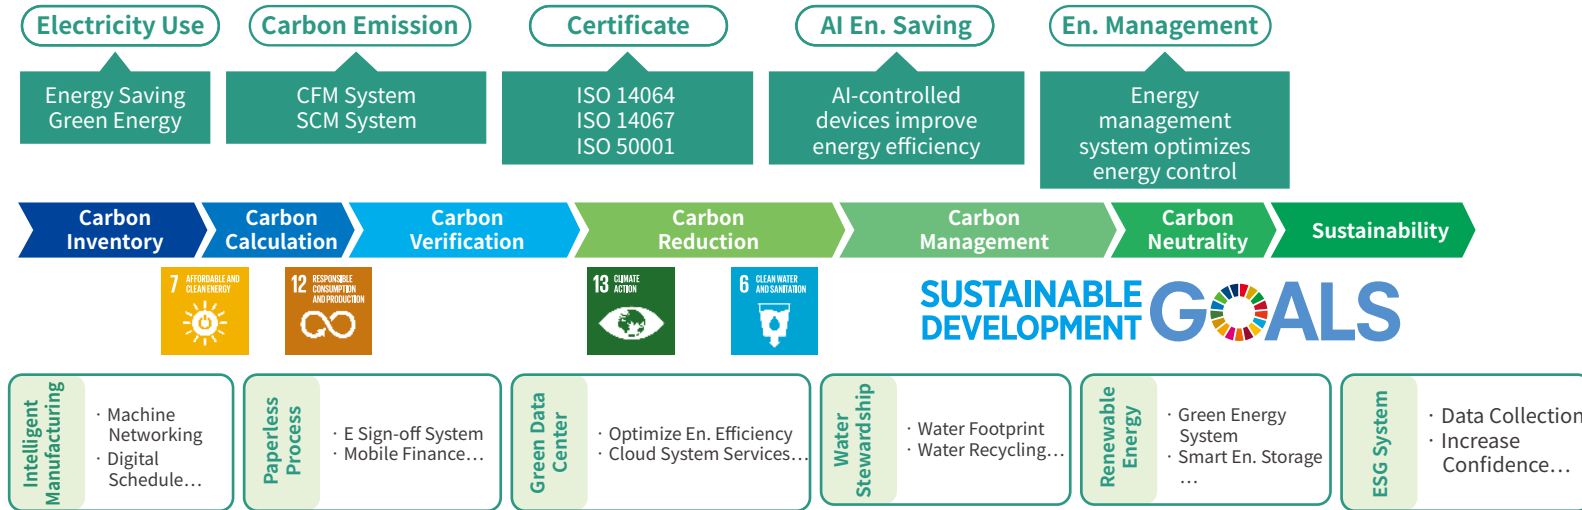 Electricity Use
Energy Saving
Green Energy
Carbon Emission
CFM System
SCM System
Certificate
ISO 14064
ISO 14067
ISO 50001
AI En. Saving
AI-controlled
devices improve
energy efficiency
En. Management
Energy
management
system optimizes
energy control
Carbon
Inventory
Carbon
Calculation
Carbon
Verification
Carbon
Reduction
Carbon
Management
Carbon
Neutrality
Sustainability
7 AFFORDABLE AND
CLEAN ENERGY
12 RESPONSIBLE
CONSUMPTION
AND PRODUCTION
13 CLIMATE
ACTION
6 CLEAN WATER
AND SANITATION
SUSTAINABLE
DEVELOPMENT
GOALS
Intelligent
Manufacturing
· Machine
Networking
· Digital
Schedule…
Paperless
Process
· E Sign-off System
· Mobile Finance…
Green Data
Center
· Optimize En. Efficiency
· Cloud System Services…
Water
Stewardship
· Water Footprint
· Water Recycling…
Renewable
Energy
· Green Energy
System
· Smart En. Storage
…
ESG System
· Data Collection
· Increase
Confidence…